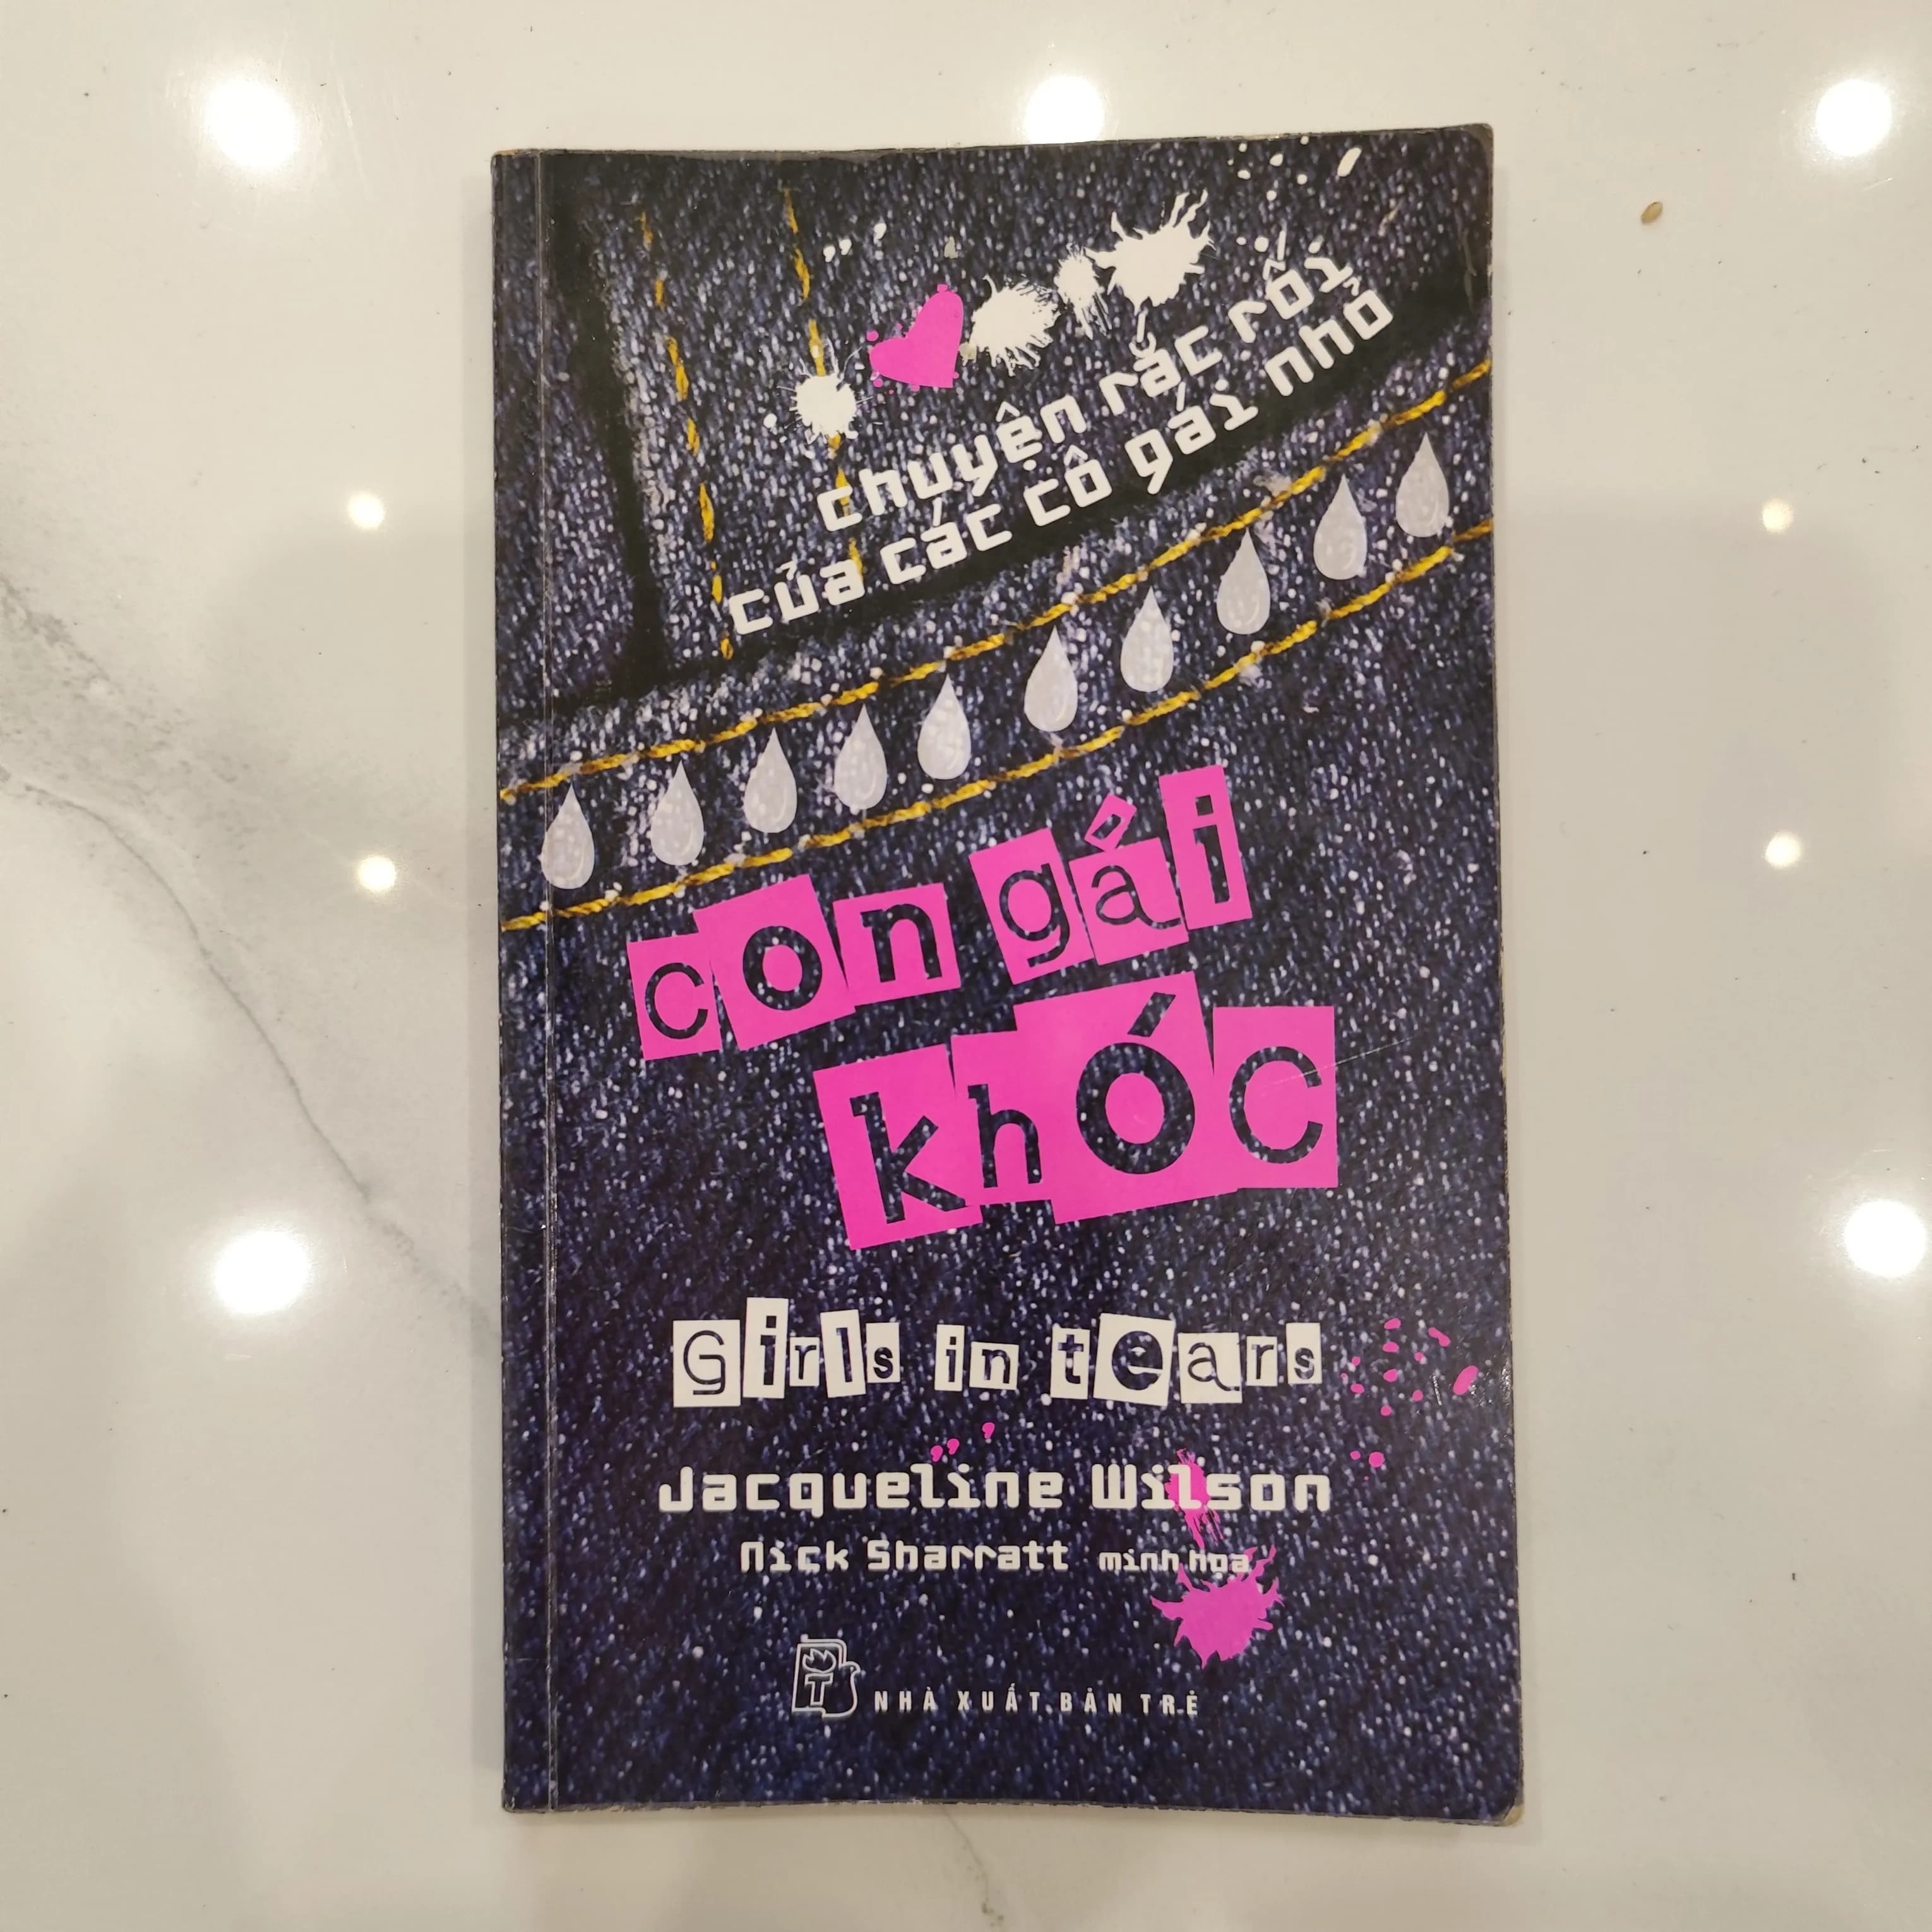 chuyện rắc rối
của các cô gái nhỏ
con gái
khóc
Girls in tears
Jacqueline Wilson
Nick Sharratt minh họa
NHÀ XUẤT BẢN TRẺ